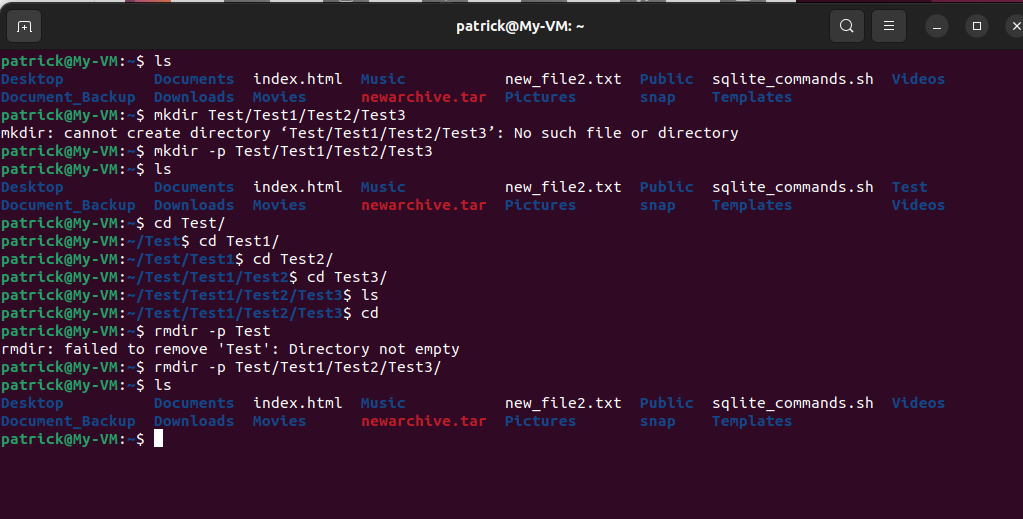 patrick@My-VM: ~
patrick@My-VM:~$ ls
Desktop Documents index.html Music new_file2.txt Public sqlite_commands.sh Videos
Document_Backup Downloads Movies newarchive.tar Pictures snap Templates
patrick@My-VM:~$ mkdir Test/Test1/Test2/Test3
mkdir: cannot create directory ‘Test/Test1/Test2/Test3’: No such file or directory
patrick@My-VM:~$ mkdir -p Test/Test1/Test2/Test3
patrick@My-VM:~$ ls
Desktop Documents index.html Music new_file2.txt Public sqlite_commands.sh Test
Document_Backup Downloads Movies newarchive.tar Pictures snap Templates Videos
patrick@My-VM:~$ cd Test/
patrick@My-VM:~/Test$ cd Test1/
patrick@My-VM:~/Test/Test1$ cd Test2/
patrick@My-VM:~/Test/Test1/Test2$ cd Test3/
patrick@My-VM:~/Test/Test1/Test2/Test3$ ls
patrick@My-VM:~/Test/Test1/Test2/Test3$ cd
patrick@My-VM:~$ rmdir -p Test
rmdir: failed to remove 'Test': Directory not empty
patrick@My-VM:~$ rmdir -p Test/Test1/Test2/Test3/
patrick@My-VM:~$ ls
Desktop Documents index.html Music new_file2.txt Public sqlite_commands.sh Videos
Document_Backup Downloads Movies newarchive.tar Pictures snap Templates
patrick@My-VM:~$